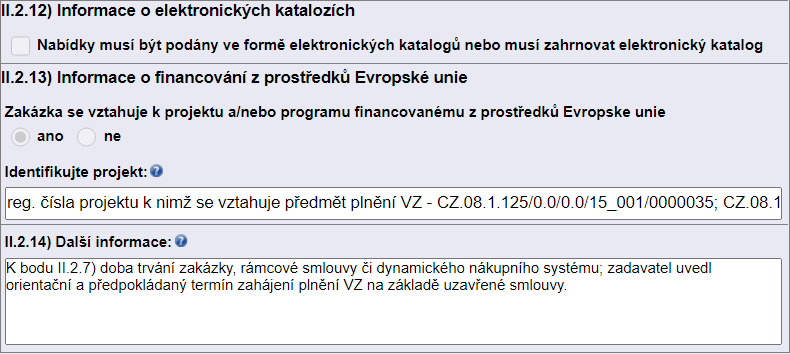 II.2.12) Informace o elektronických katalozích
Nabídky musí být podány ve formě elektronických katalogů nebo musí zahrnovat elektronický katalog
II.2.13) Informace o financování z prostředků Evropské unie
Zakázka se vztahuje k projektu a/nebo programu financovanému z prostředků Evropske unie
ano ne
Identifikujte projekt:
reg. čísla projektu k nimž se vztahuje předmět plnění VZ - CZ.08.1.125/0.0/0.0/15_001/0000035; CZ.08.1
II.2.14) Další informace:
K bodu II.2.7) doba trvání zakázky, rámcové smlouvy či dynamického nákupního systému; zadavatel uvedl
orientační a předpokládaný termín zahájení plnění VZ na základě uzavřené smlouvy.